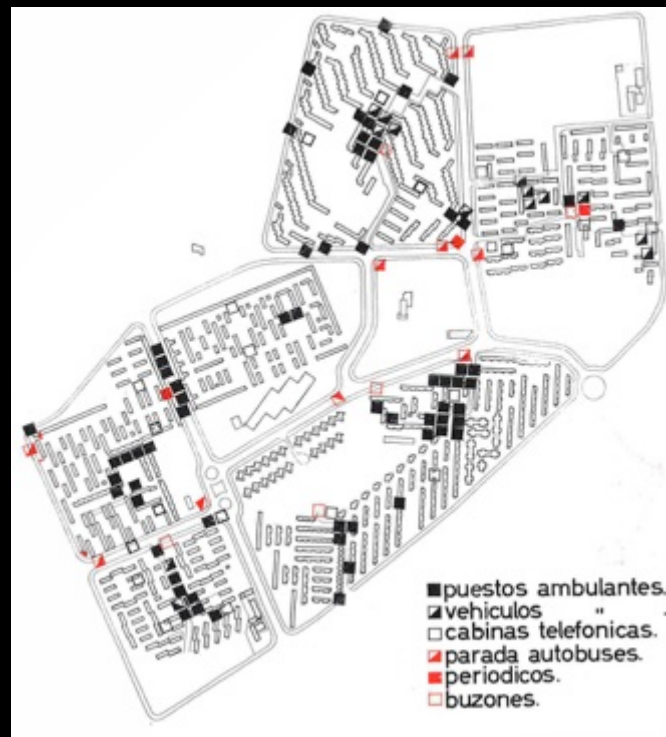 puestos ambulantes.
vehiculos " .
cabinas telefonicas.
parada autobuses.
periodicos.
buzones.